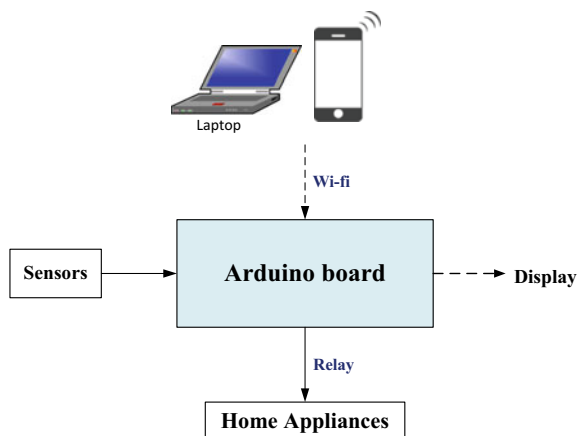 Laptop
Wi-fi
Sensors
Arduino board
Display
Relay
Home Appliances